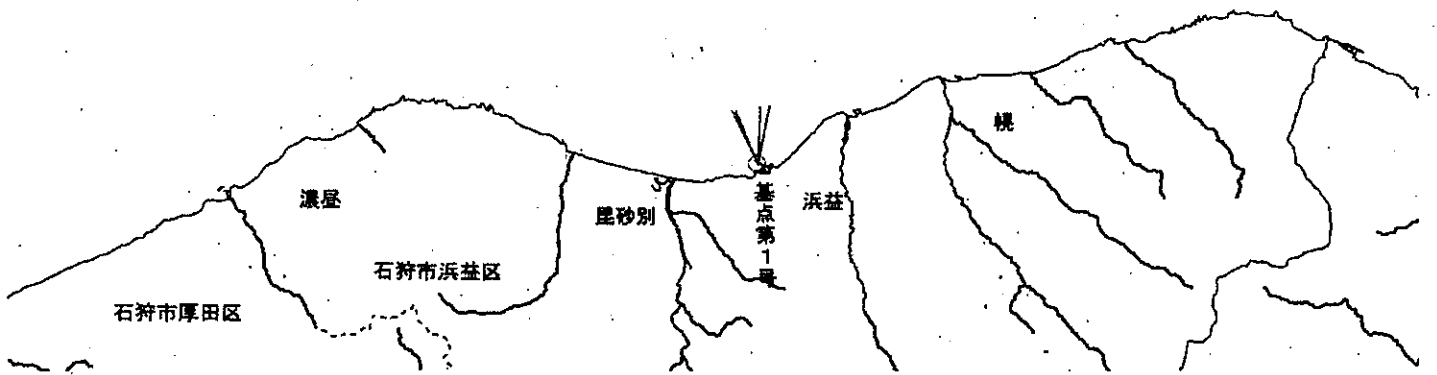 幌
濃昼
毘砂別
基点第1号
浜益
石狩市浜益区
石狩市厚田区